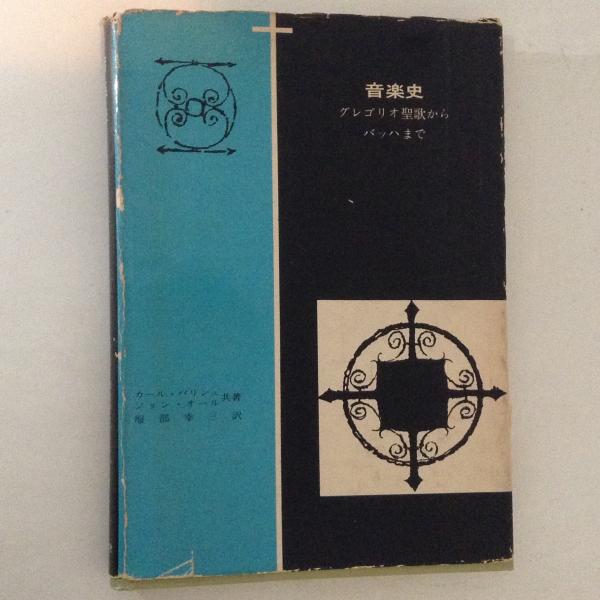 音楽史
グレゴリオ聖歌から
バッハまで
カール・パリシュ
ジョン・オール
共著
服部幸三訳